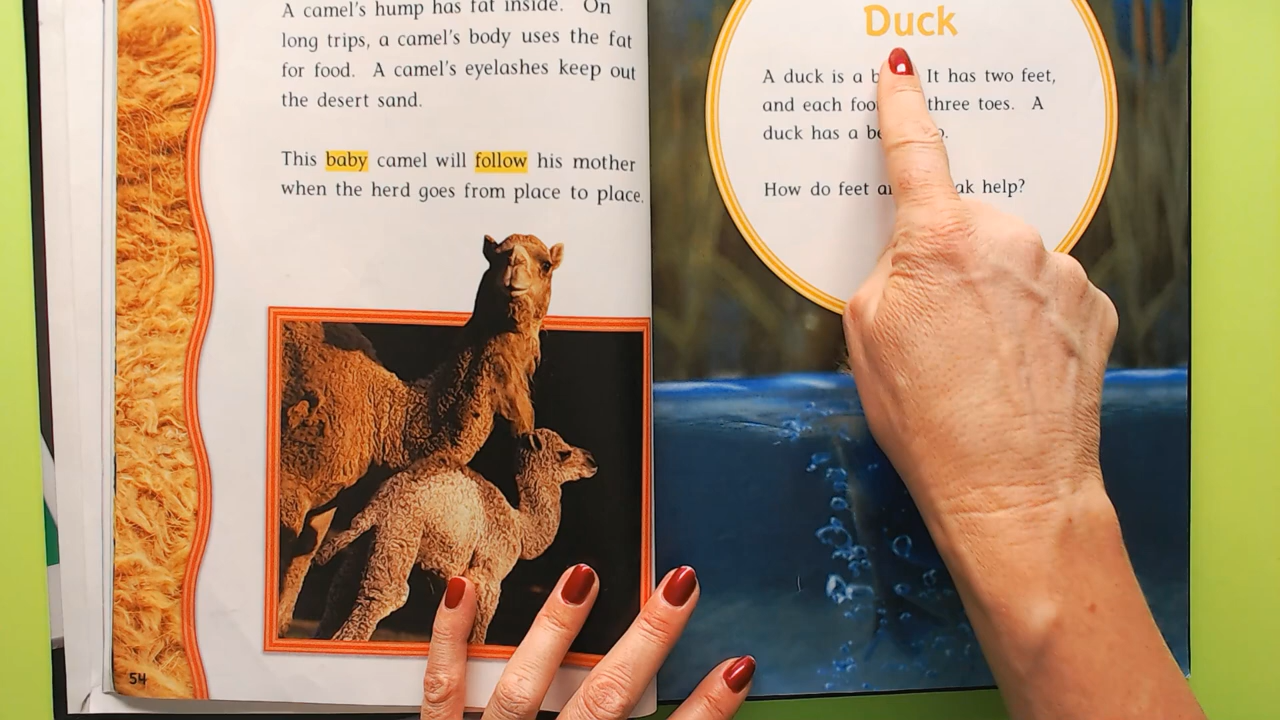 A camel's hump has fat inside. On
long trips, a camel's body uses the fat
for food. A camel's eyelashes keep out
the desert sand.
This baby camel will follow his mother
when the herd goes from place to place.
54
Duck
A duck is a It has two feet,
and each three toes. A
duck has a
How do feet help?